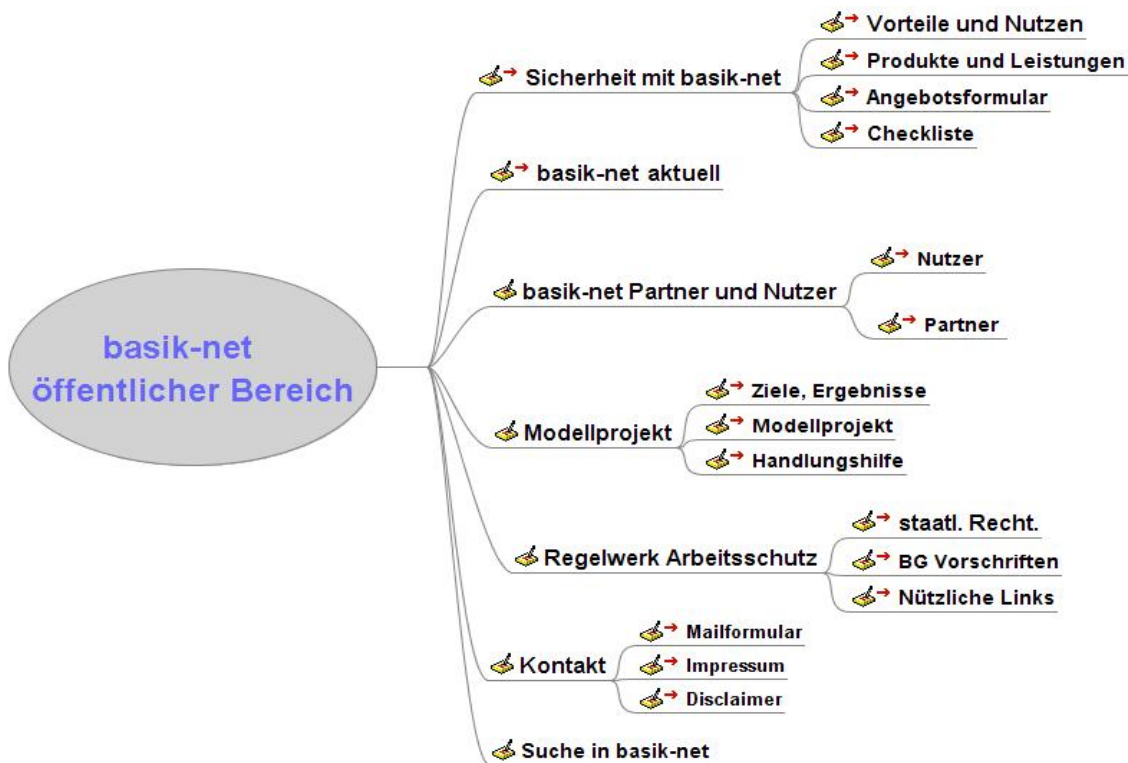 basik-net
öffentlicher Bereich
Sicherheit mit basik-net
Vorteile und Nutzen
Produkte und Leistungen
Angebotsformular
Checkliste
basik-net aktuell
basik-net Partner und Nutzer
Nutzer
Partner
Modellprojekt
Ziele, Ergebnisse
Modellprojekt
Handlungshilfe
Regelwerk Arbeitsschutz
staatl. Recht.
BG Vorschriften
Nützliche Links
Kontakt
Mailformular
Impressum
Disclaimer
Suche in basik-net